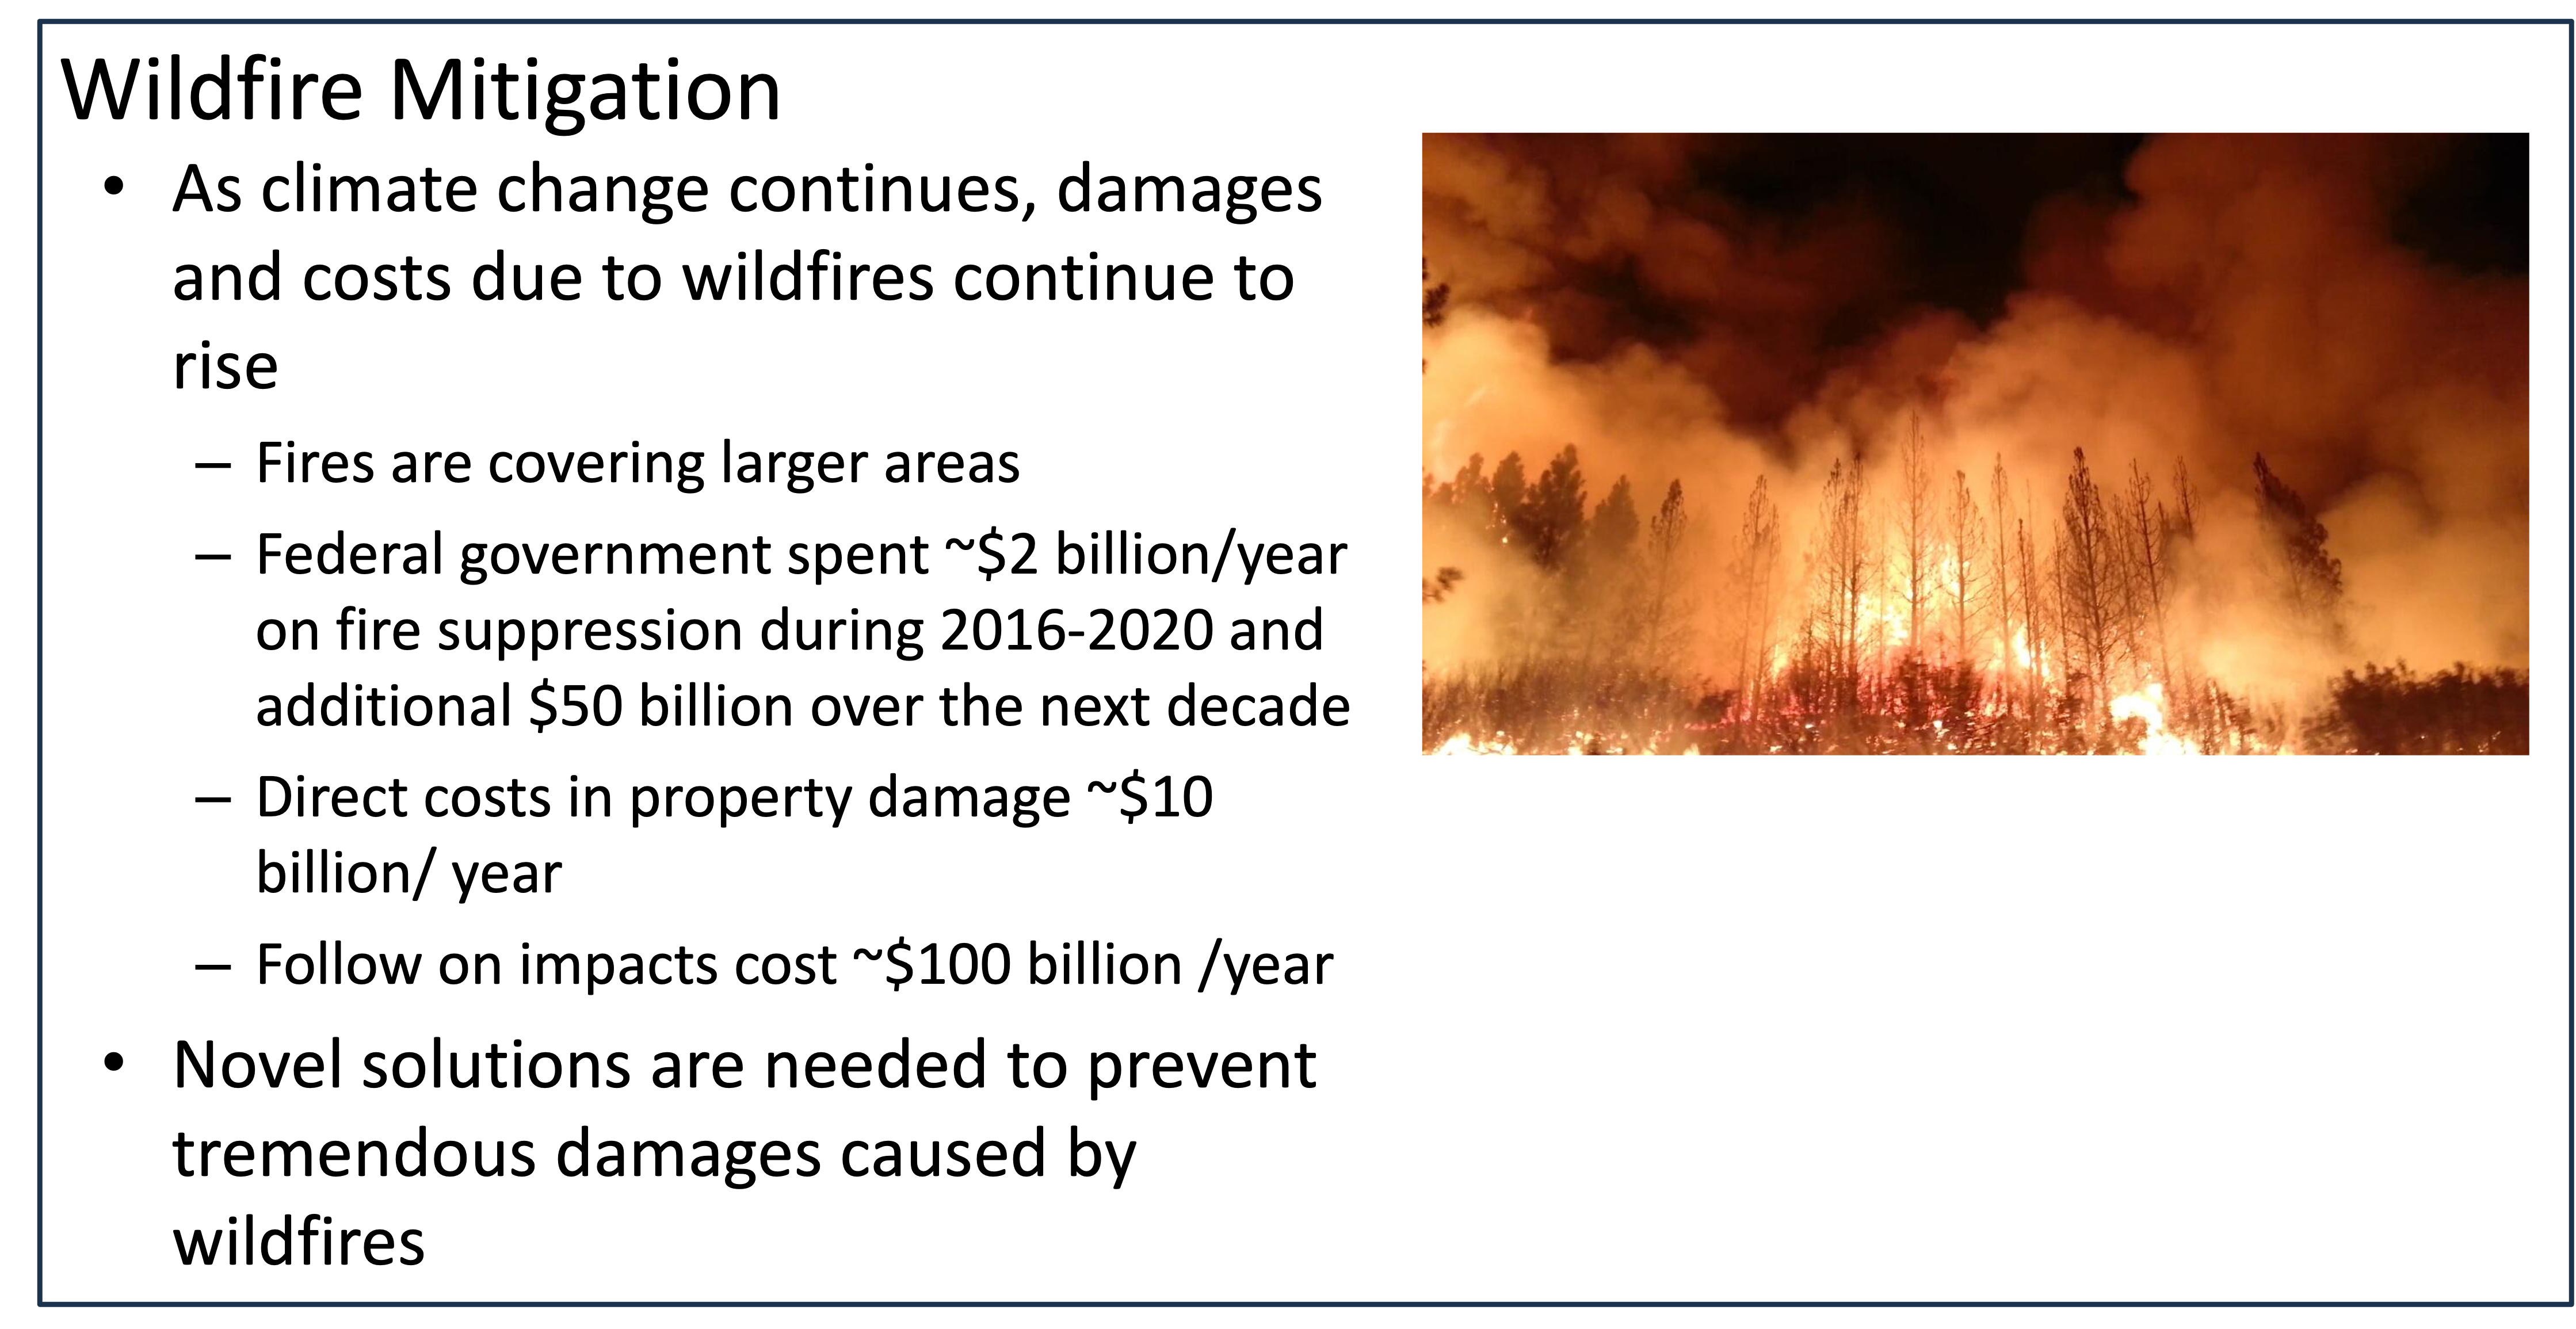 Wildfire Mitigation
• As climate change continues, damages
and costs due to wildfires continue to
rise
– Fires are covering larger areas
– Federal government spent ~$2 billion/year
on fire suppression during 2016-2020 and
additional $50 billion over the next decade
– Direct costs in property damage ~$10
billion/ year
– Follow on impacts cost ~$100 billion /year
• Novel solutions are needed to prevent
tremendous damages caused by
wildfires